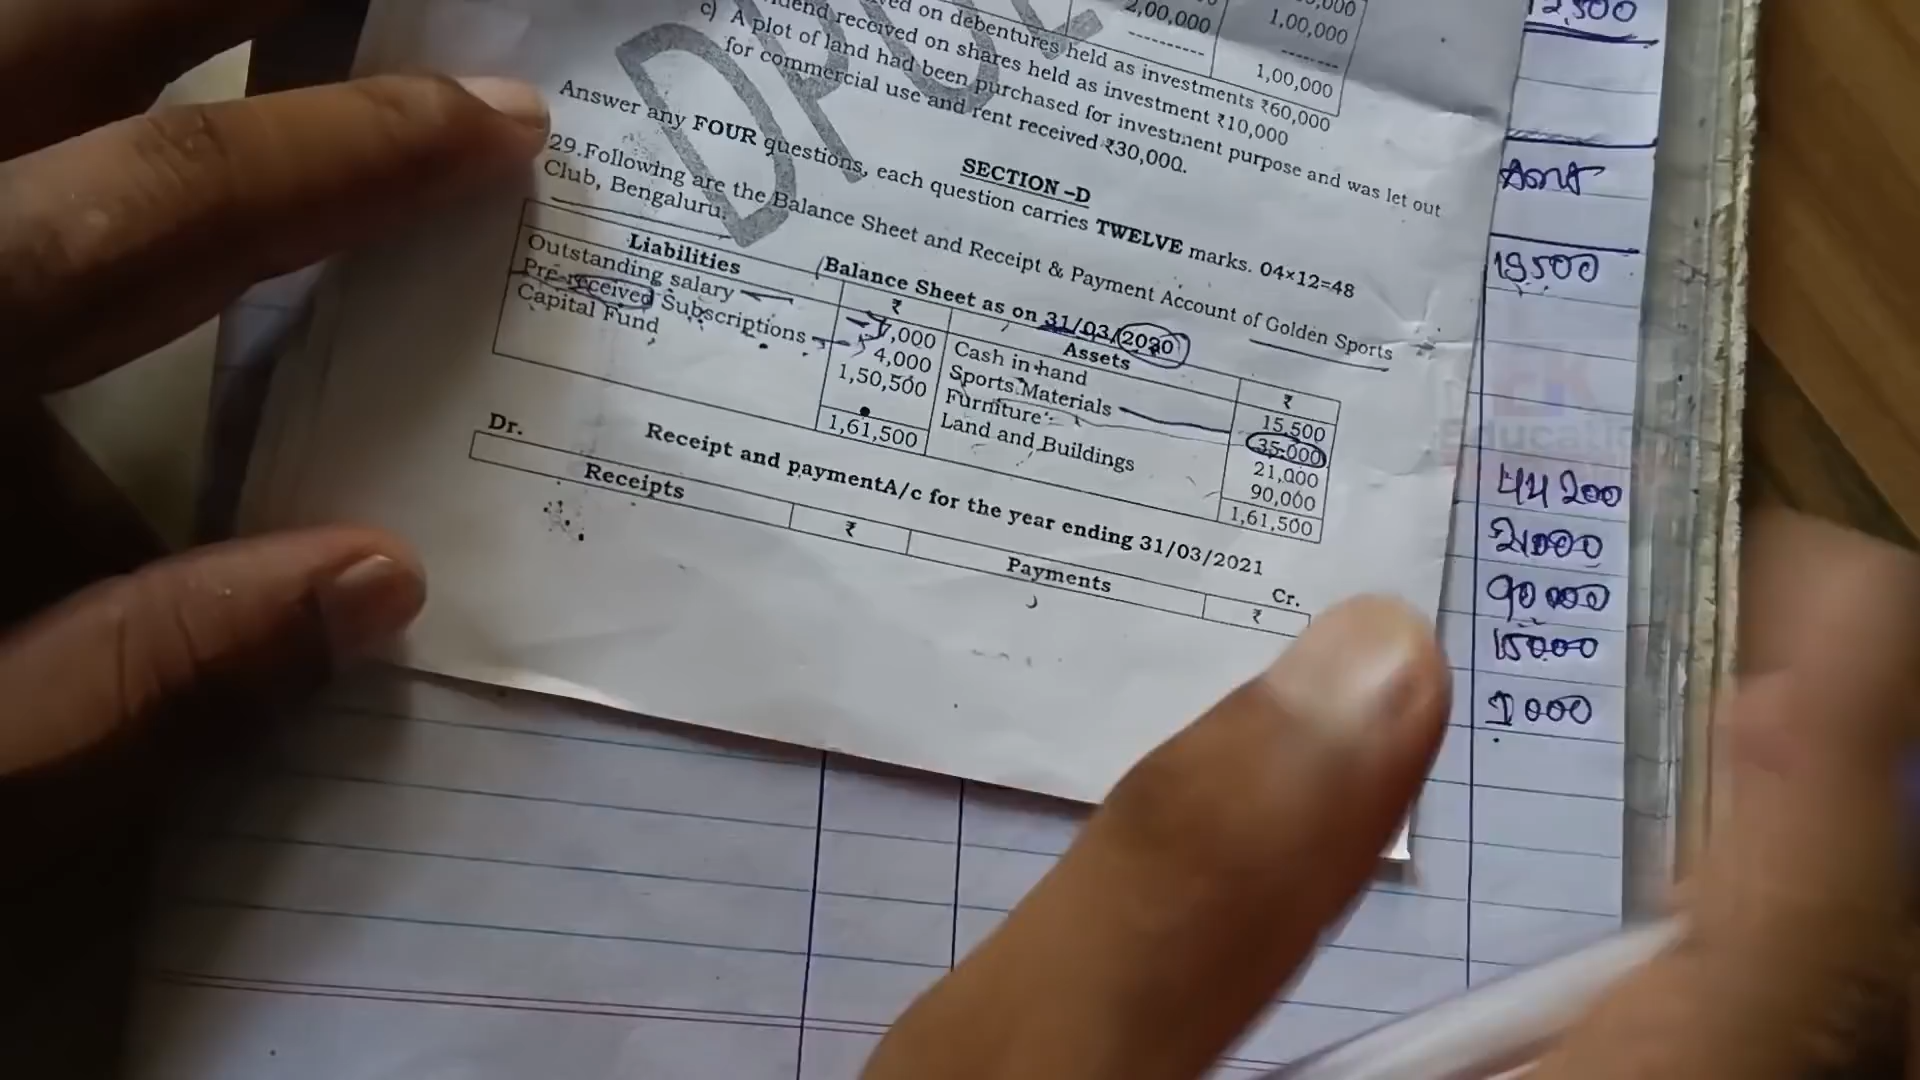 on debentures held as investments ₹60,000
received on shares held as investment ₹10,000
c) A plot of land had been purchased for investment purpose and was let out
for commercial use and rent received ₹30,000.
2,00,000
1,00,000
1,00,000
SECTION –D
Answer any FOUR questions, each question carries TWELVE marks. 04×12=48
29.Following are the Balance Sheet and Receipt & Payment Account of Golden Sports
Club, Bengaluru.
Balance Sheet as on 31/03/2020
Liabilities ₹ Assets ₹
Outstanding salary 7,000 Cash in hand 15,500
Pre-received Subscriptions 4,000 Sports Materials 35,000
Capital Fund 1,50,500 Furniture 21,000
Land and Buildings 90,000
1,61,500 1,61,500
Receipt and paymentA/c for the year ending 31/03/2021
Dr. Cr.
Receipts ₹ Payments ₹
12,500
Amt
19,500
44 200
21000
90 000
15000
1000
Education